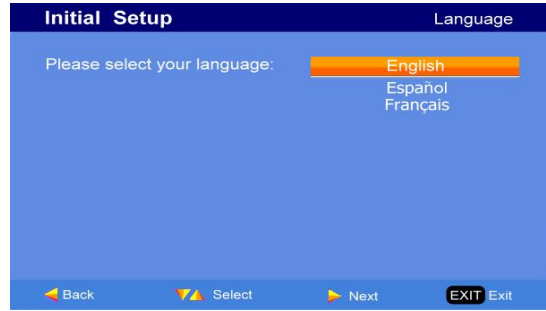 Initial Setup Language
Please select your language: English
Español
Français
Back Select Next EXIT Exit